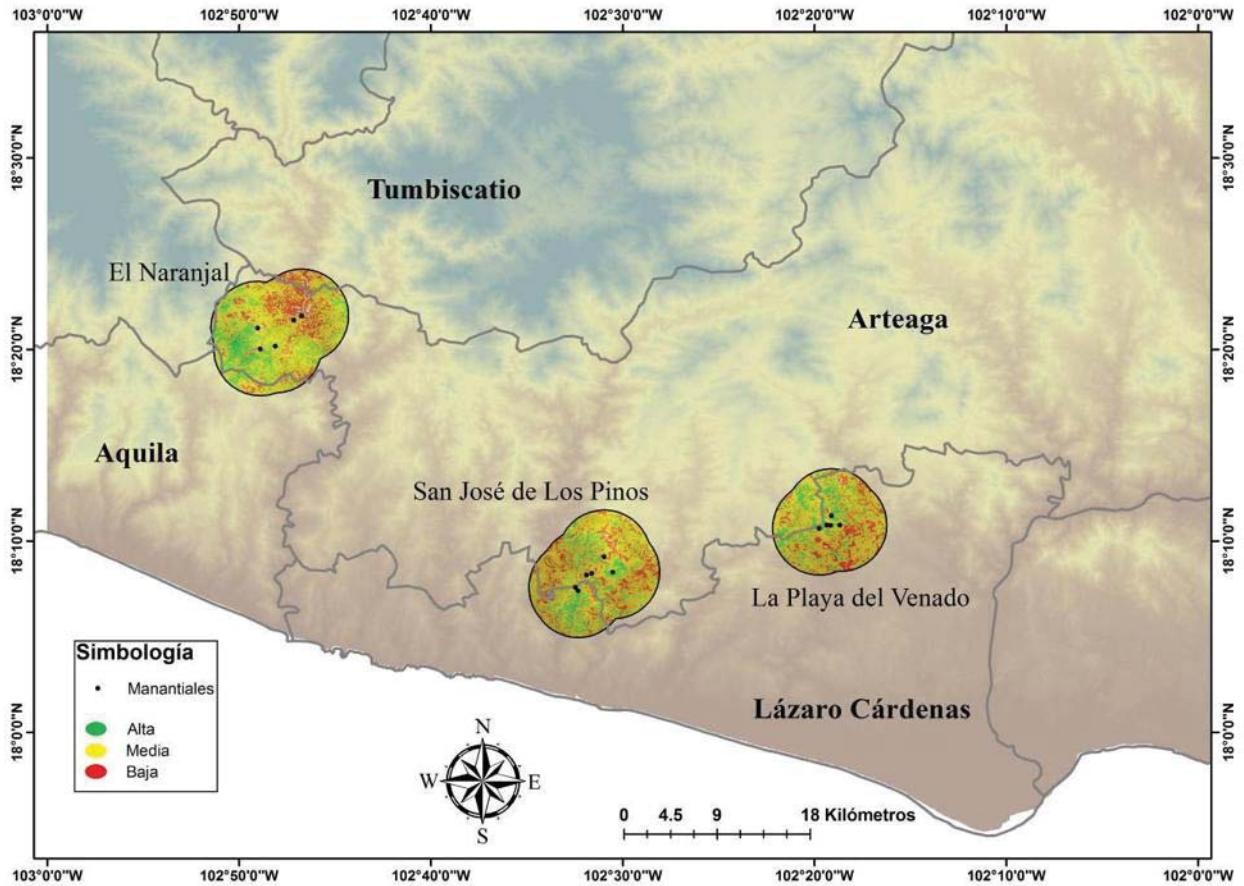 103°0'0"W 102°50'0"W 102°40'0"W 102°30'0"W 102°20'0"W 102°10'0"W 102°0'0"W
18°30'0"N
18°30'0"N
Tumbiscatio
El Naranjal
Arteaga
18°20'0"N
18°20'0"N
Aquila
San José de Los Pinos
18°10'0"N
18°10'0"N
La Playa del Venado
Simbología
Manantiales
Alta
Media
Baja
Lázaro Cárdenas
18°0'0"N
18°0'0"N
N
W E
S
0 4.5 9 18 Kilómetros
103°0'0"W 102°50'0"W 102°40'0"W 102°30'0"W 102°20'0"W 102°10'0"W 102°0'0"W